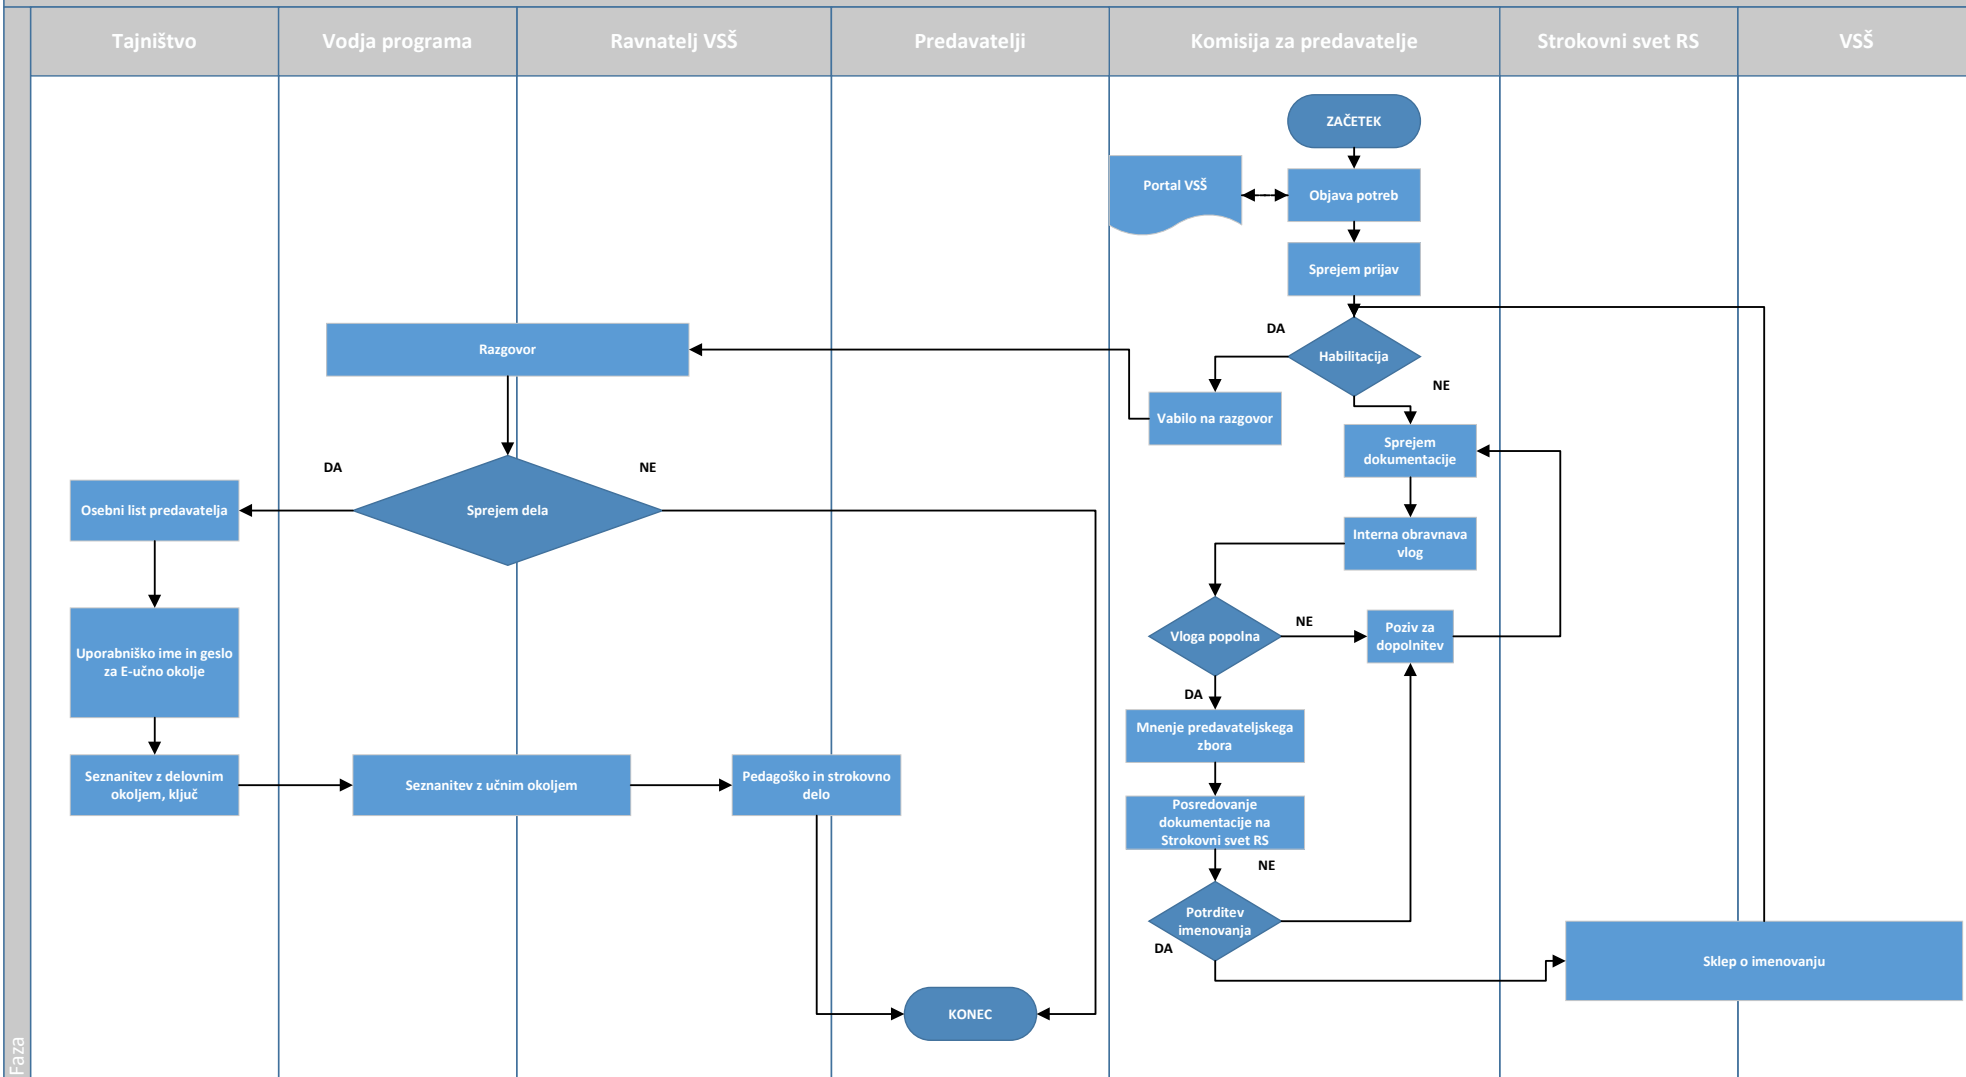 Tajništvo
Vodja programa
Ravnatelj VSŠ
Predavatelji
Komisija za predavatelje
Strokovni svet RS
VSŠ
ZAČETEK
Portal VSŠ
Objava potreb
Sprejem prijav
DA
Habilitacija
NE
Razgovor
Vabilo na razgovor
Sprejem
dokumentacije
DA
NE
Osebni list predavatelja
Sprejem dela
Interna obravnava
vlog
Vloga popolna
NE
Poziv za
dopolnitev
Uporabniško ime in geslo
za E-učno okolje
DA
Mnenje predavateljskega
zbora
Seznanitev z delovnim
okoljem, ključ
Seznanitev z učnim okoljem
Pedagoško in strokovno
delo
Posredovanje
dokumentacije na
Strokovni svet RS
NE
Potrditev
imenovanja
DA
Sklep o imenovanju
KONEC
Faza